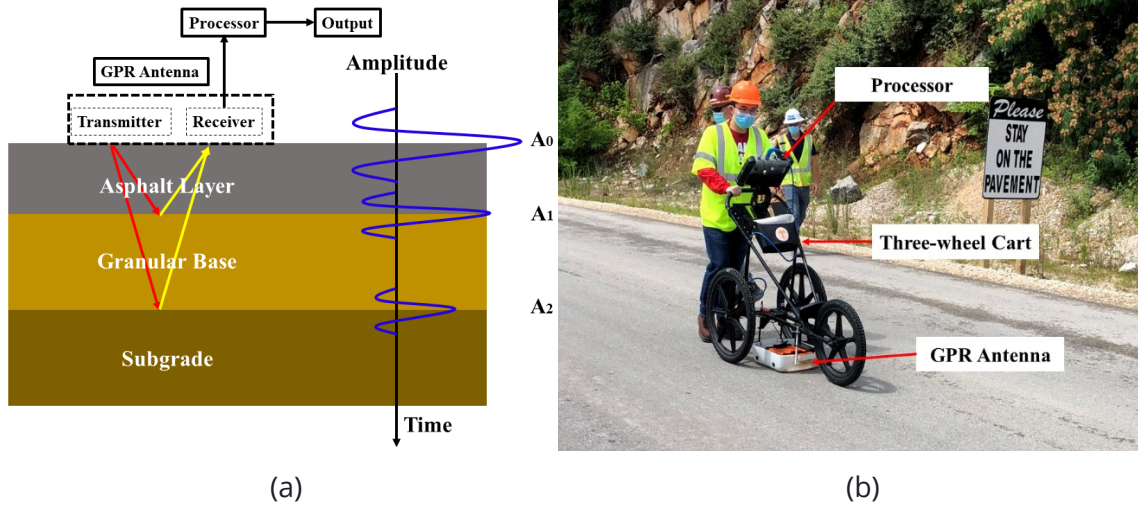 Processor
Output
GPR Antenna
Amplitude
Transmitter
Receiver
A0
Asphalt Layer
A1
Granular Base
A2
Subgrade
Time
(a)
Processor
Please
STAY
ON THE
PAVEMENT
Three-wheel Cart
GPR Antenna
(b)